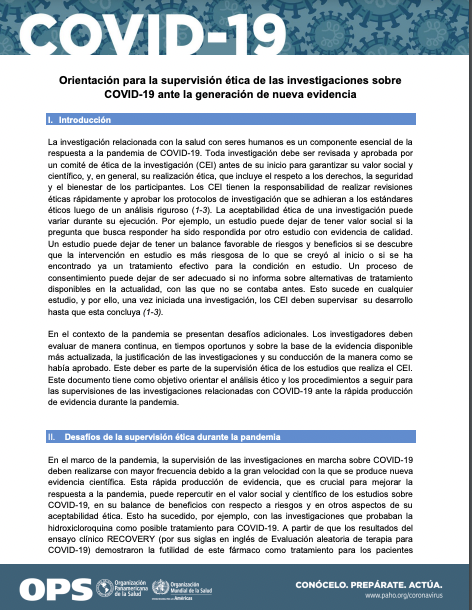 COVID-19
Orientación para la supervisión ética de las investigaciones sobre
COVID-19 ante la generación de nueva evidencia
I. Introducción
La investigación relacionada con la salud con seres humanos es un componente esencial de la
respuesta a la pandemia de COVID-19. Toda investigación debe ser revisada y aprobada por
un comité de ética de la investigación (CEI) antes de su inicio para garantizar su valor social y
científico, y, en general, su realización ética, que incluye el respeto a los derechos, la seguridad
y el bienestar de los participantes. Los CEI tienen la responsabilidad de realizar revisiones
éticas rápidamente y aprobar los protocolos de investigación que se adhieran a los estándares
éticos luego de un análisis riguroso (1-3). La aceptabilidad ética de una investigación puede
variar durante su ejecución. Por ejemplo, un estudio puede dejar de tener valor social si la
pregunta que busca responder ha sido respondida por otro estudio con evidencia de calidad.
Un estudio puede dejar de tener un balance favorable de riesgos y beneficios si se descubre
que la intervención en estudio es más riesgosa de lo que se creyó al inicio o si se ha
encontrado ya un tratamiento efectivo para la condición en estudio. Un proceso de
consentimiento puede dejar de ser adecuado si no informa sobre alternativas de tratamiento
disponibles en la actualidad, con las que no se contaba antes. Esto sucede en cualquier
estudio, y por ello, una vez iniciada una investigación, los CEI deben supervisar su desarrollo
hasta que esta concluya (1-3).
En el contexto de la pandemia se presentan desafíos adicionales. Los investigadores deben
evaluar de manera continua, en tiempos oportunos y sobre la base de la evidencia disponible
más actualizada, la justificación de las investigaciones y su conducción de la manera como se
había aprobado. Este deber es parte de la supervisión ética de los estudios que realiza el CEI.
Este documento tiene como objetivo orientar el análisis ético y los procedimientos a seguir para
las supervisiones de las investigaciones relacionadas con COVID-19 ante la rápida producción
de evidencia durante la pandemia.
II. Desafíos de la supervisión ética durante la pandemia
En el marco de la pandemia, la supervisión de las investigaciones en marcha sobre COVID-19
deben realizarse con mayor frecuencia debido a la gran velocidad con la que se produce nueva
evidencia científica. Esta rápida producción de evidencia, que es crucial para mejorar la
respuesta a la pandemia, puede repercutir en el valor social y científico de los estudios sobre
COVID-19, en su balance de beneficios con respecto a riesgos y en otros aspectos de su
aceptabilidad ética. Esto ha sucedido, por ejemplo, con las investigaciones que probaban la
hidroxicloroquina como posible tratamiento para COVID-19. A partir de que los resultados del
ensayo clínico RECOVERY (por sus siglas en inglés de Evaluación aleatoria de terapia para
COVID-19) demostraron la futilidad de este fármaco como tratamiento para los pacientes
OPS
Organización
Panamericana
de la Salud
Organización
Mundial de la Salud
Américas
CONÓCELO. PREPÁRATE. ACTÚA.
www.paho.org/coronavirus